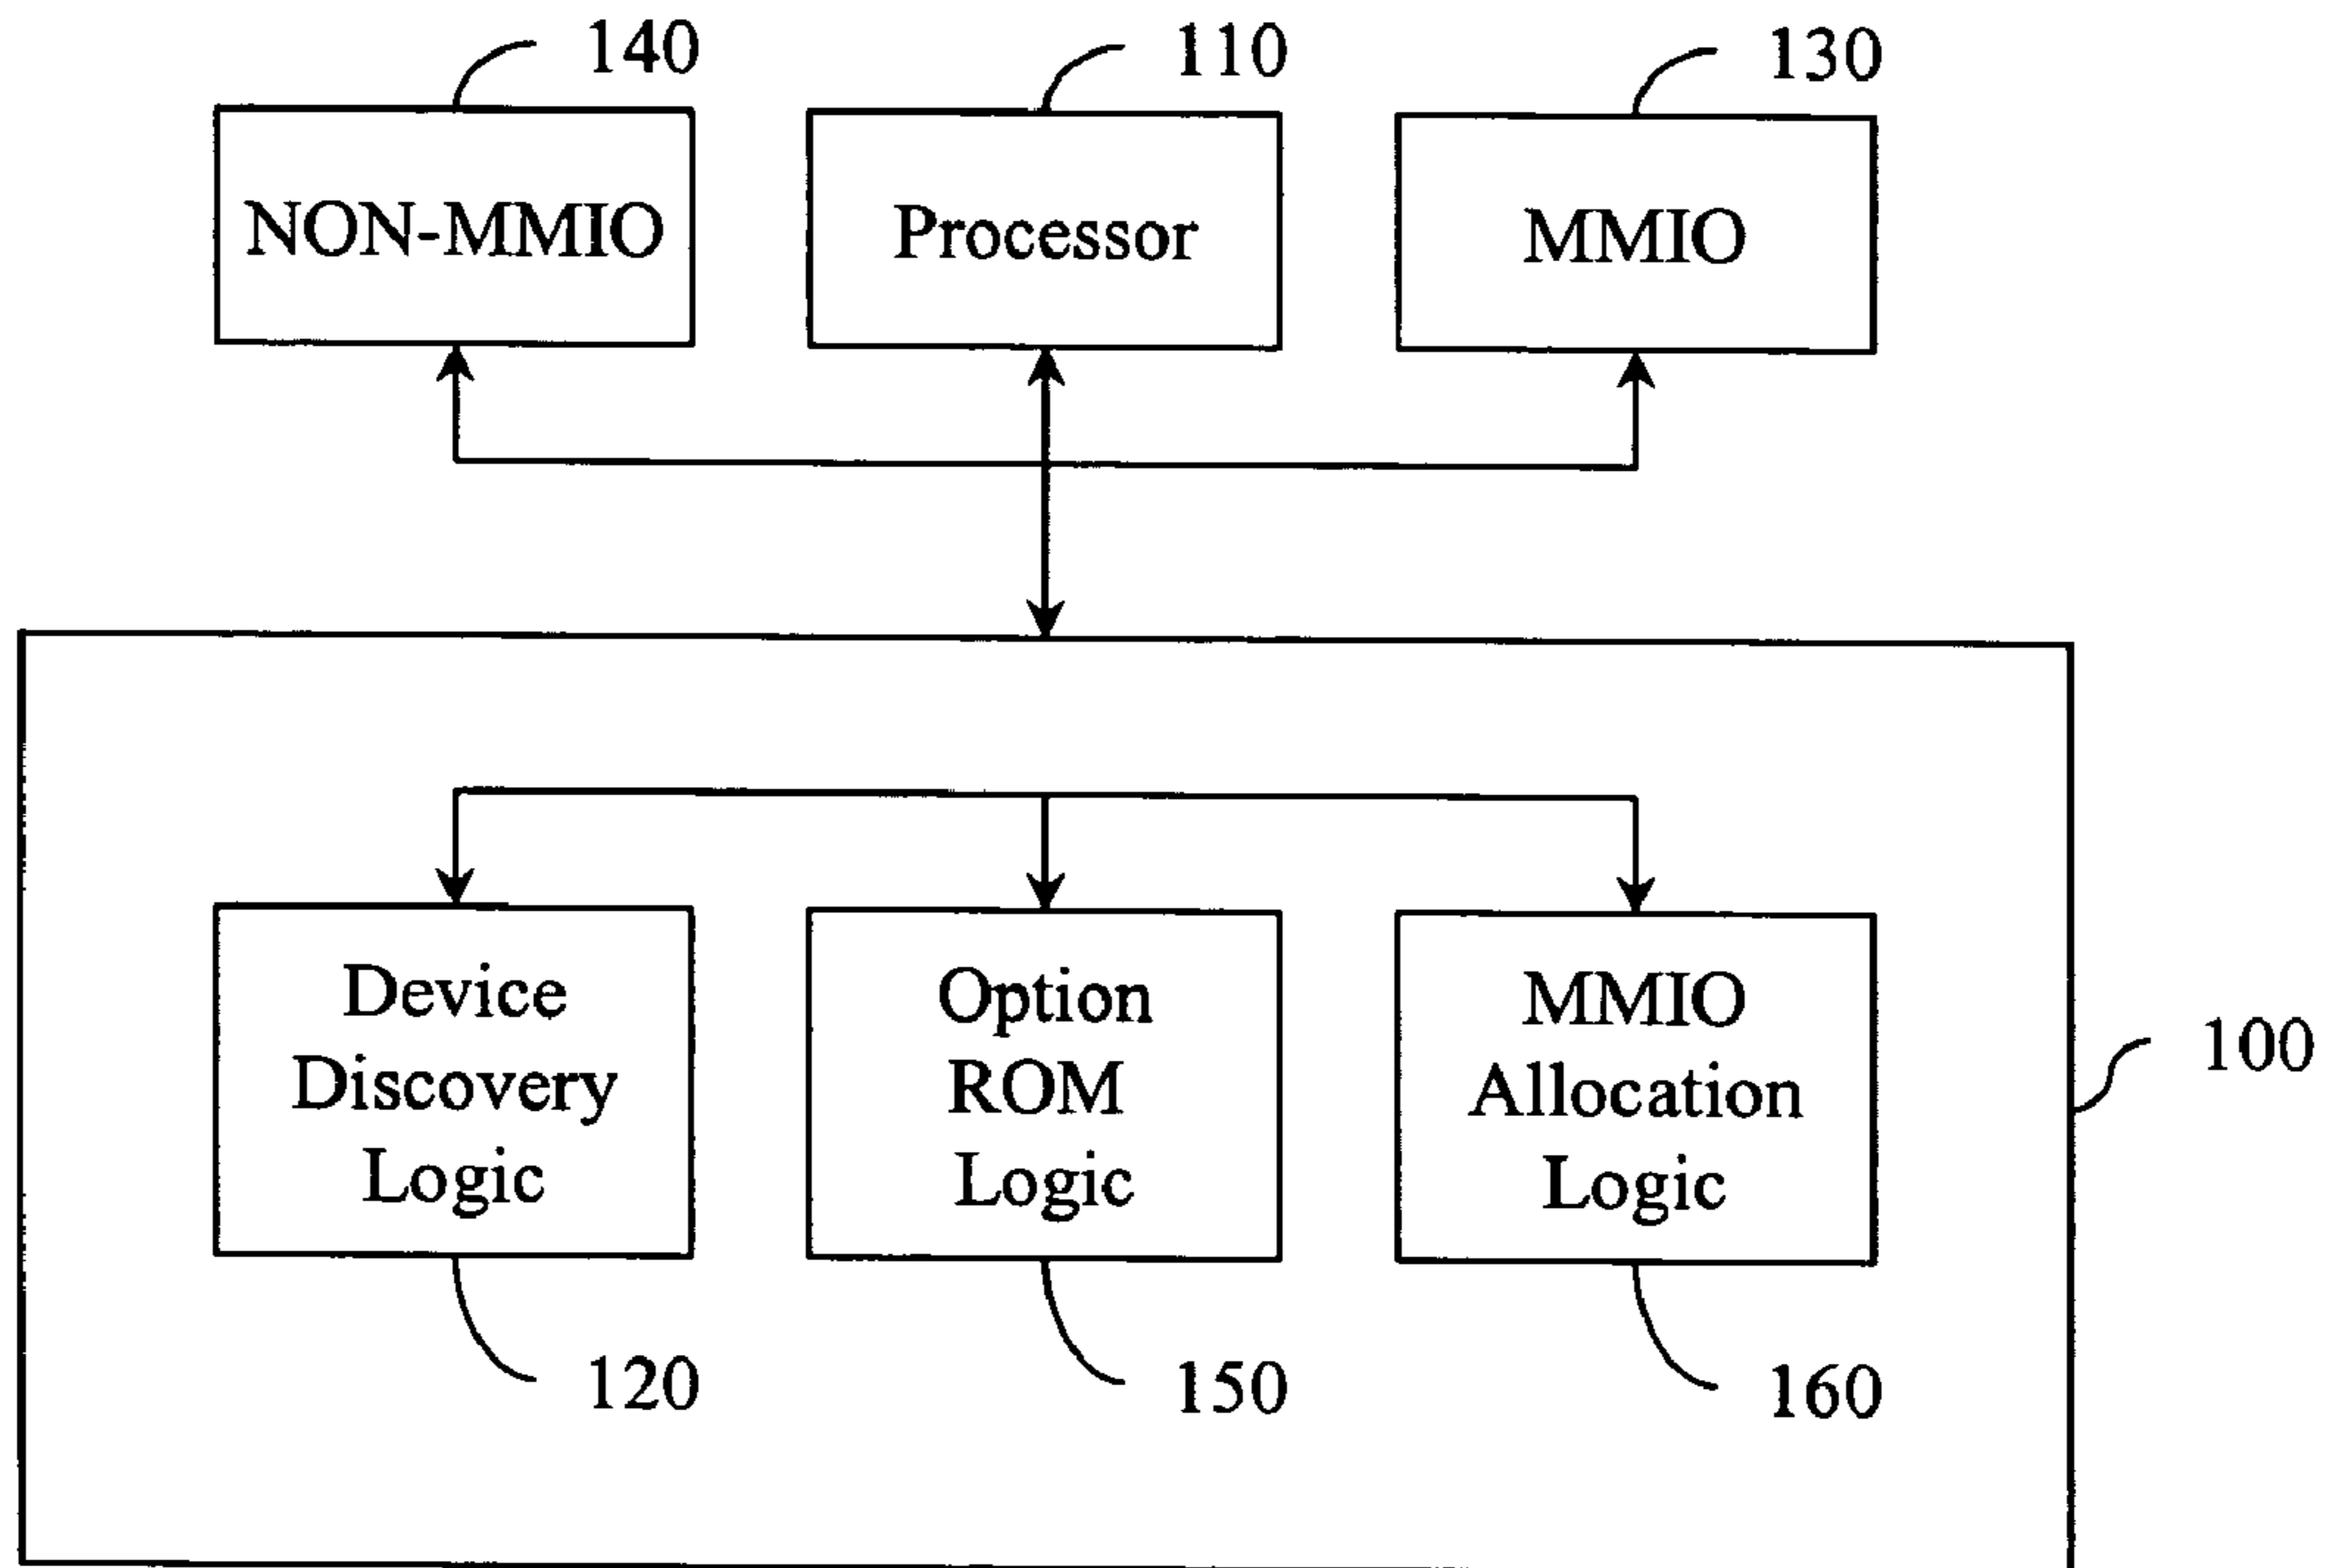 140
110
130
NON-MMIO
Processor
MMIO
Device
Discovery
Logic
Option
ROM
Logic
MMIO
Allocation
Logic
100
120
150
160